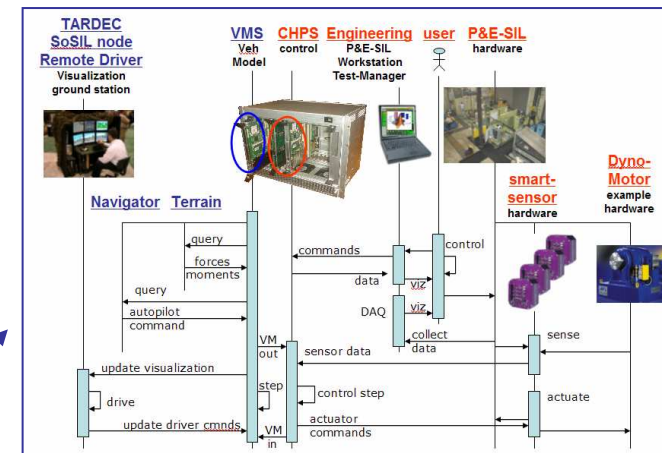 TARDEC
SoSIL node
Remote Driver
Visualization
ground station
VMS
Veh
Model
CHPS
control
Engineering
P&E-SIL
Workstation
Test-Manager
user
P&E-SIL
hardware
smart-
sensor
hardware
Dyno-
Motor
example
hardware
Navigator
Terrain
query
forces
moments
query
autopilot
command
commands
data
control
viz
DAQ
viz
collect
data
sense
VM
out
sensor data
update visualization
step
control step
drive
actuate
update driver cmnds
VM
in
actuator
commands